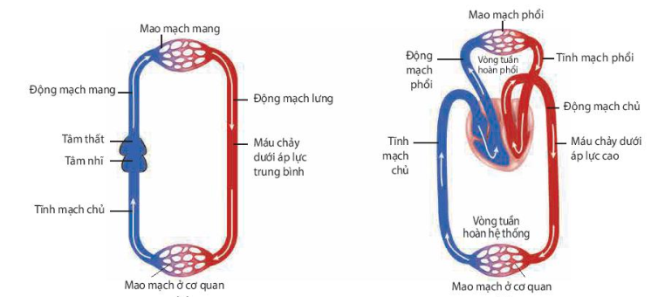 Mao mạch mang
Động mạch mang
Động mạch lưng
Tâm thất
Tâm nhĩ
Máu chảy
dưới áp lực
trung bình
Tĩnh mạch chủ
Mao mạch ở cơ quan
Mao mạch phổi
Động
mạch
phổi
Vòng tuần
hoàn phổi
Tĩnh mạch phổi
Động mạch chủ
Tĩnh
mạch
chủ
Máu chảy dưới
áp lực cao
Vòng tuần
hoàn hệ thống
Mao mạch ở cơ quan